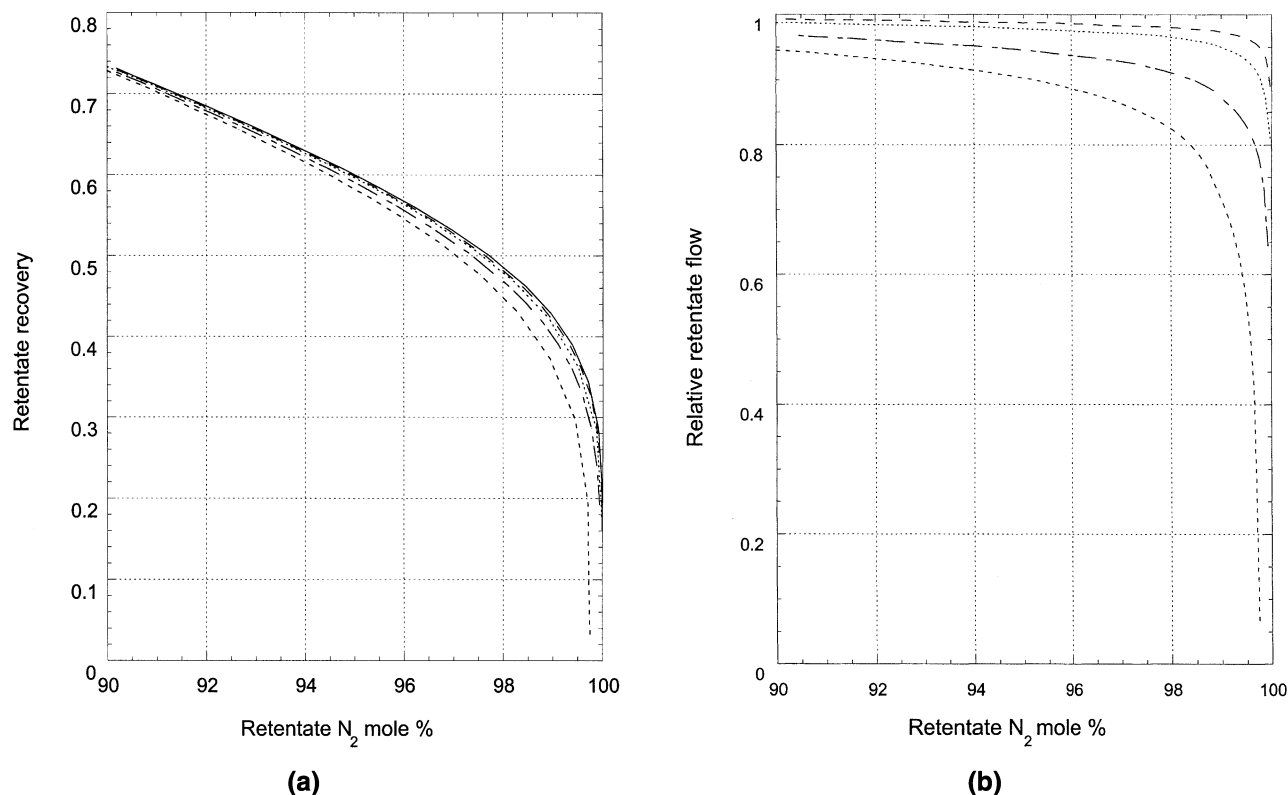 0.8
0.7
0.6
0.5
0.4
0.3
0.2
0.1
0
90 92 94 96 98 100
Retentate recovery
Retentate N2 mole %
(a)
1
0.8
0.6
0.4
0.2
0
90 92 94 96 98 100
Relative retentate flow
Retentate N2 mole %
(b)